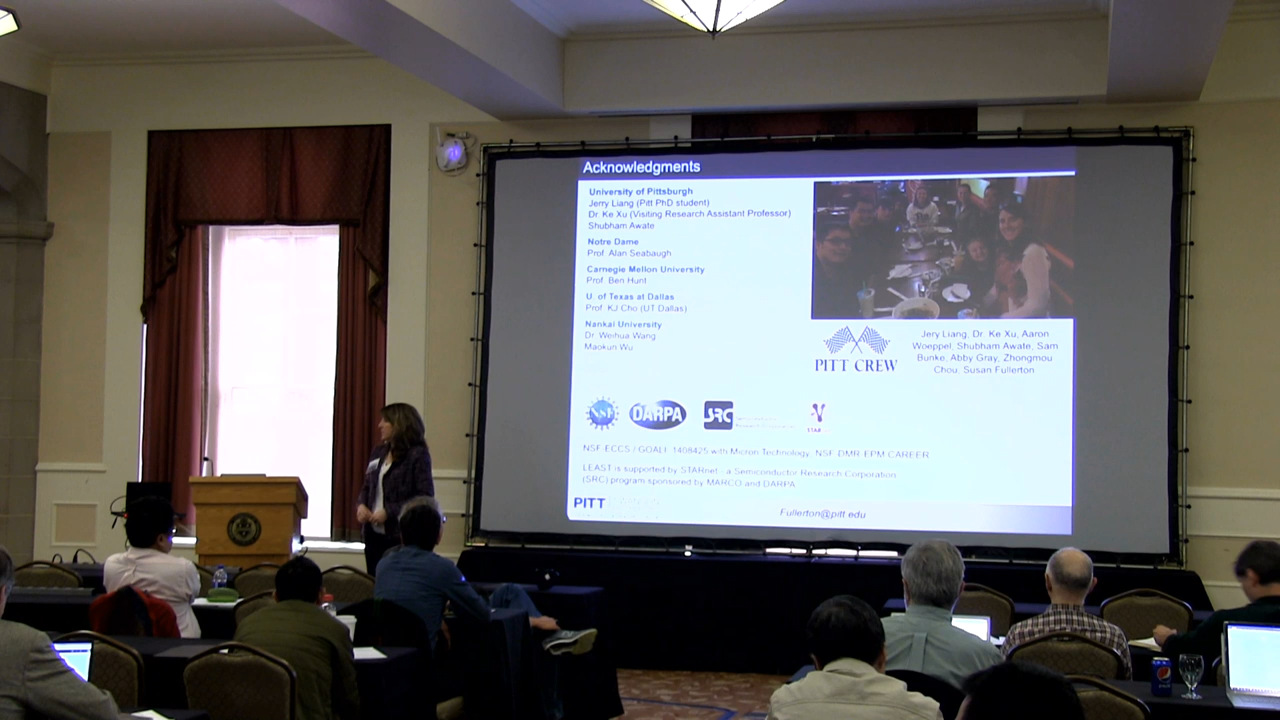 Acknowledgments
University of Pittsburgh
Jerry Liang (Pitt PhD student)
Dr. Ke Xu (Visiting Research Assistant Professor)
Shubham Awate
Notre Dame
Prof. Alan Seabaugh
Carnegie Mellon University
Prof. Ben Hunt
U. of Texas at Dallas
Prof. KJ Cho (UT Dallas)
Nankai University
Dr. Weihua Wang
Maokun Wu
PITT CREW
Jery Liang, Dr. Ke Xu, Aaron
Woeppel, Shubham Awate, Sam
Bunke, Abby Gray, Zhongmou
Chou, Susan Fullerton
NSF
DARPA
SRC
STAR
NSF-ECCS / GOALI: 1408425 with Micron Technology; NSF-DMR-EPM CAREER
LEAST is supported by STARnet - a Semiconductor Research Corporation
(SRC) program sponsored by MARCO and DARPA
PITT
Fullerton@pitt.edu